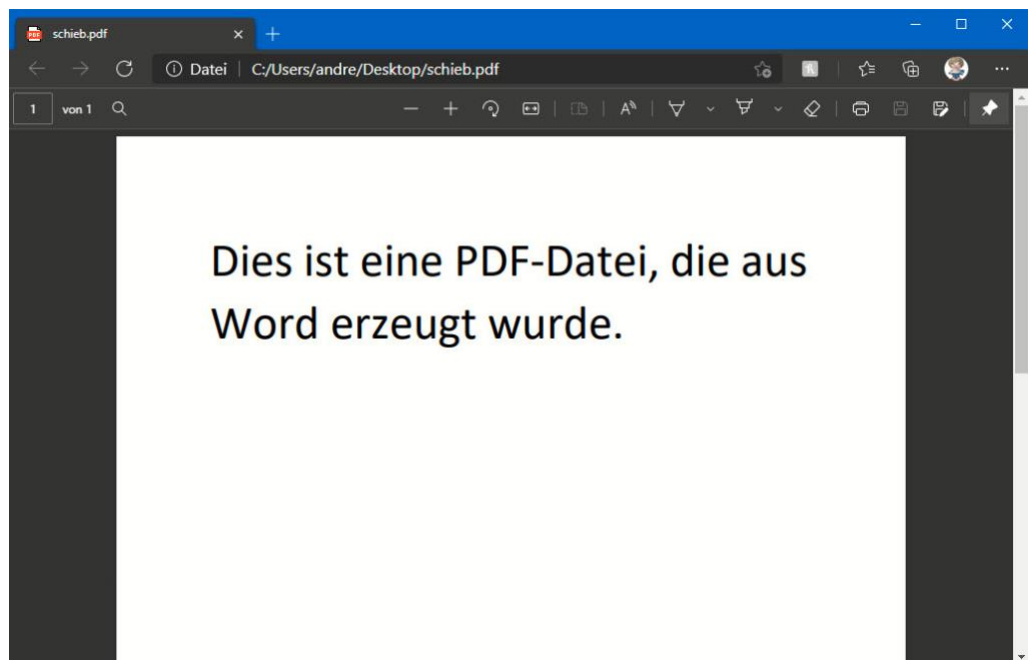 schieb.pdf
Datei C:/Users/andre/Desktop/schieb.pdf
1 von 1
Dies ist eine PDF-Datei, die aus
Word erzeugt wurde.